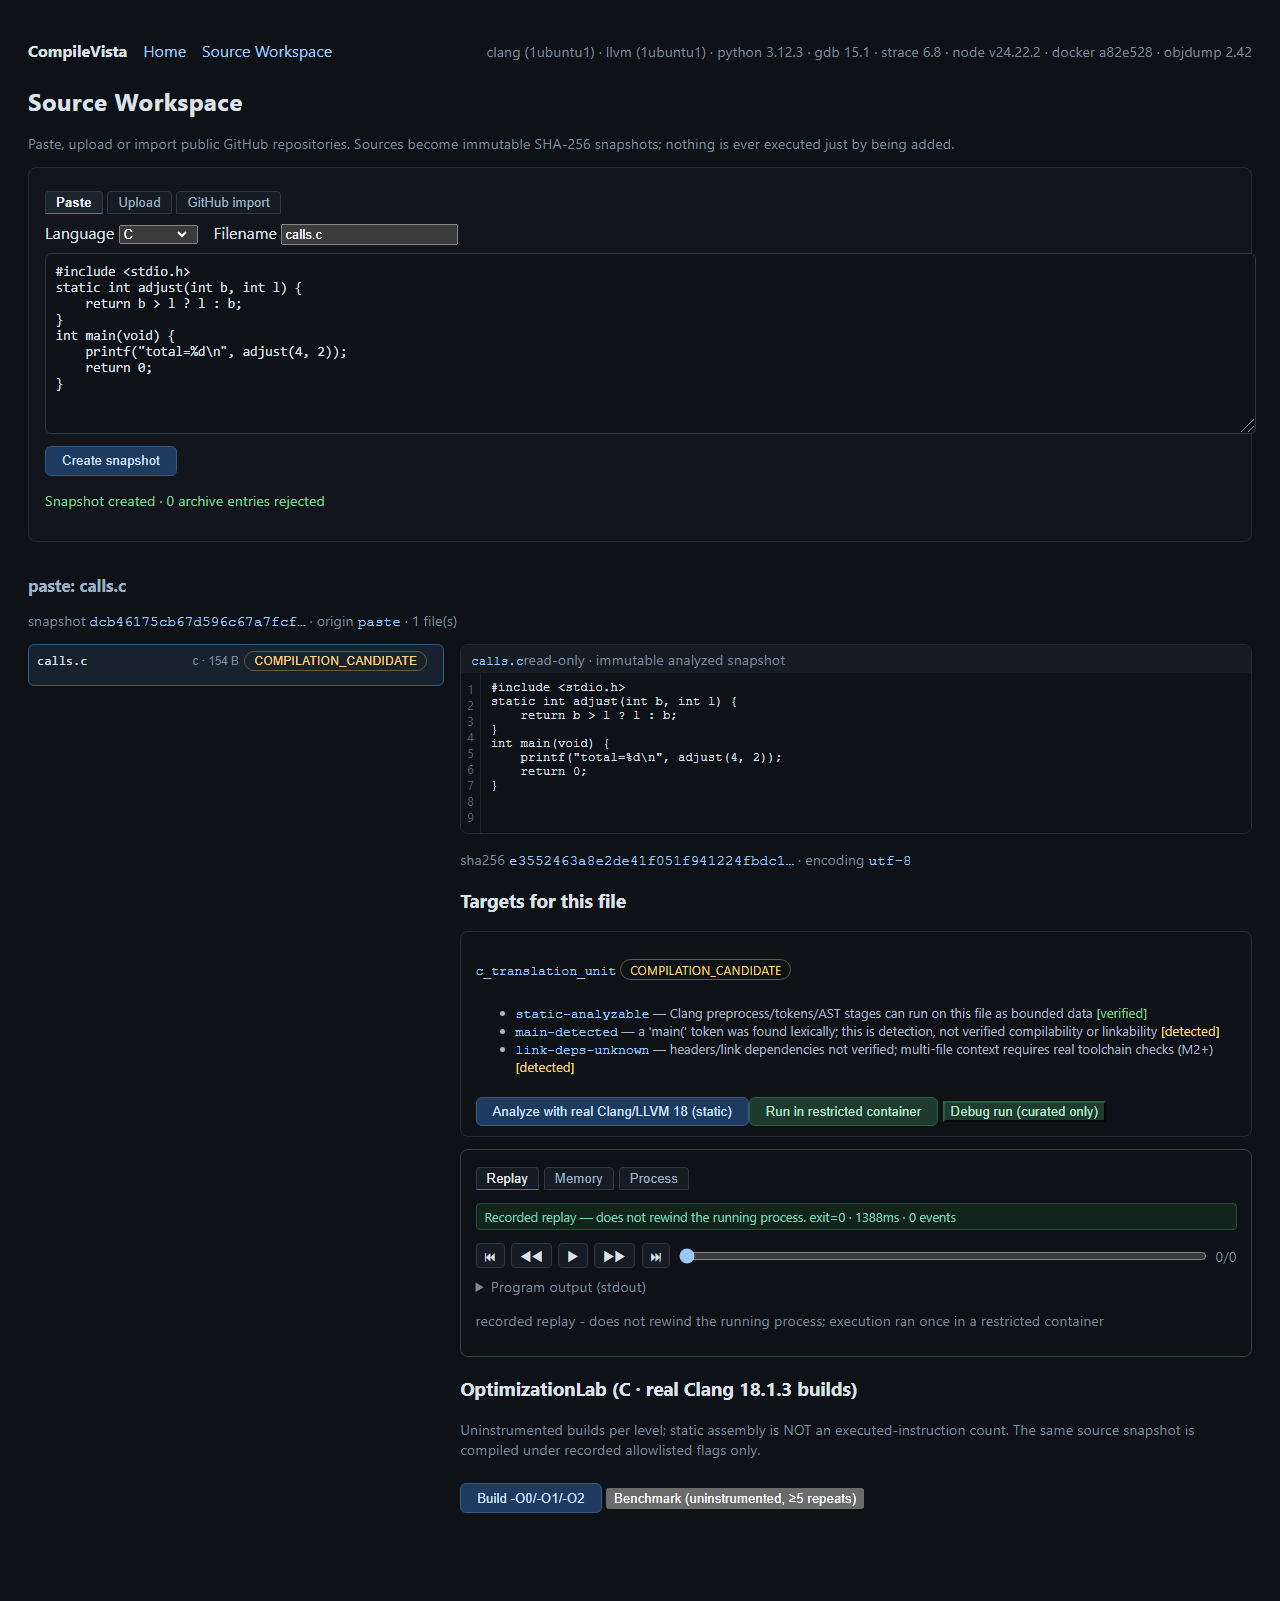 CompileVista Home Source Workspace clang (1ubuntu1) · llvm (1ubuntu1) · python 3.12.3 · gdb 15.1 · strace 6.8 · node v24.22.2 · docker a82e528 · objdump 2.42
Source Workspace
Paste, upload or import public GitHub repositories. Sources become immutable SHA-256 snapshots; nothing is ever executed just by being added.
Paste Upload GitHub import
Language C Filename calls.c
#include <stdio.h>
static int adjust(int b, int l) {
    return b > l ? l : b;
}
int main(void) {
    printf("total=%d\n", adjust(4, 2));
    return 0;
}
Create snapshot
Snapshot created · 0 archive entries rejected
paste: calls.c
snapshot dcb46175cb67d596c67a7fcf… · origin paste · 1 file(s)
calls.c c · 154 B COMPILATION_CANDIDATE
calls.cread-only · immutable analyzed snapshot
1 #include <stdio.h>
2 static int adjust(int b, int l) {
3     return b > l ? l : b;
4 }
5 int main(void) {
6     printf("total=%d\n", adjust(4, 2));
7     return 0;
8 }
9
sha256 e3552463a8e2de41f051f941224fbdc1… · encoding utf-8
Targets for this file
c_translation_unit COMPILATION_CANDIDATE
• static-analyzable — Clang preprocess/tokens/AST stages can run on this file as bounded data [verified]
• main-detected — a 'main(' token was found lexically; this is detection, not verified compilability or linkability [detected]
• link-deps-unknown — headers/link dependencies not verified; multi-file context requires real toolchain checks (M2+)
[detected]
Analyze with real Clang/LLVM 18 (static) Run in restricted container Debug run (curated only)
Replay Memory Process
Recorded replay — does not rewind the running process. exit=0 · 1388ms · 0 events
⏮ ◀◀ ▶ ▶▶ ⏭ 0/0
▶ Program output (stdout)
recorded replay - does not rewind the running process; execution ran once in a restricted container
OptimizationLab (C · real Clang 18.1.3 builds)
Uninstrumented builds per level; static assembly is NOT an executed-instruction count. The same source snapshot is
compiled under recorded allowlisted flags only.
Build -O0/-O1/-O2 Benchmark (uninstrumented, ≥5 repeats)